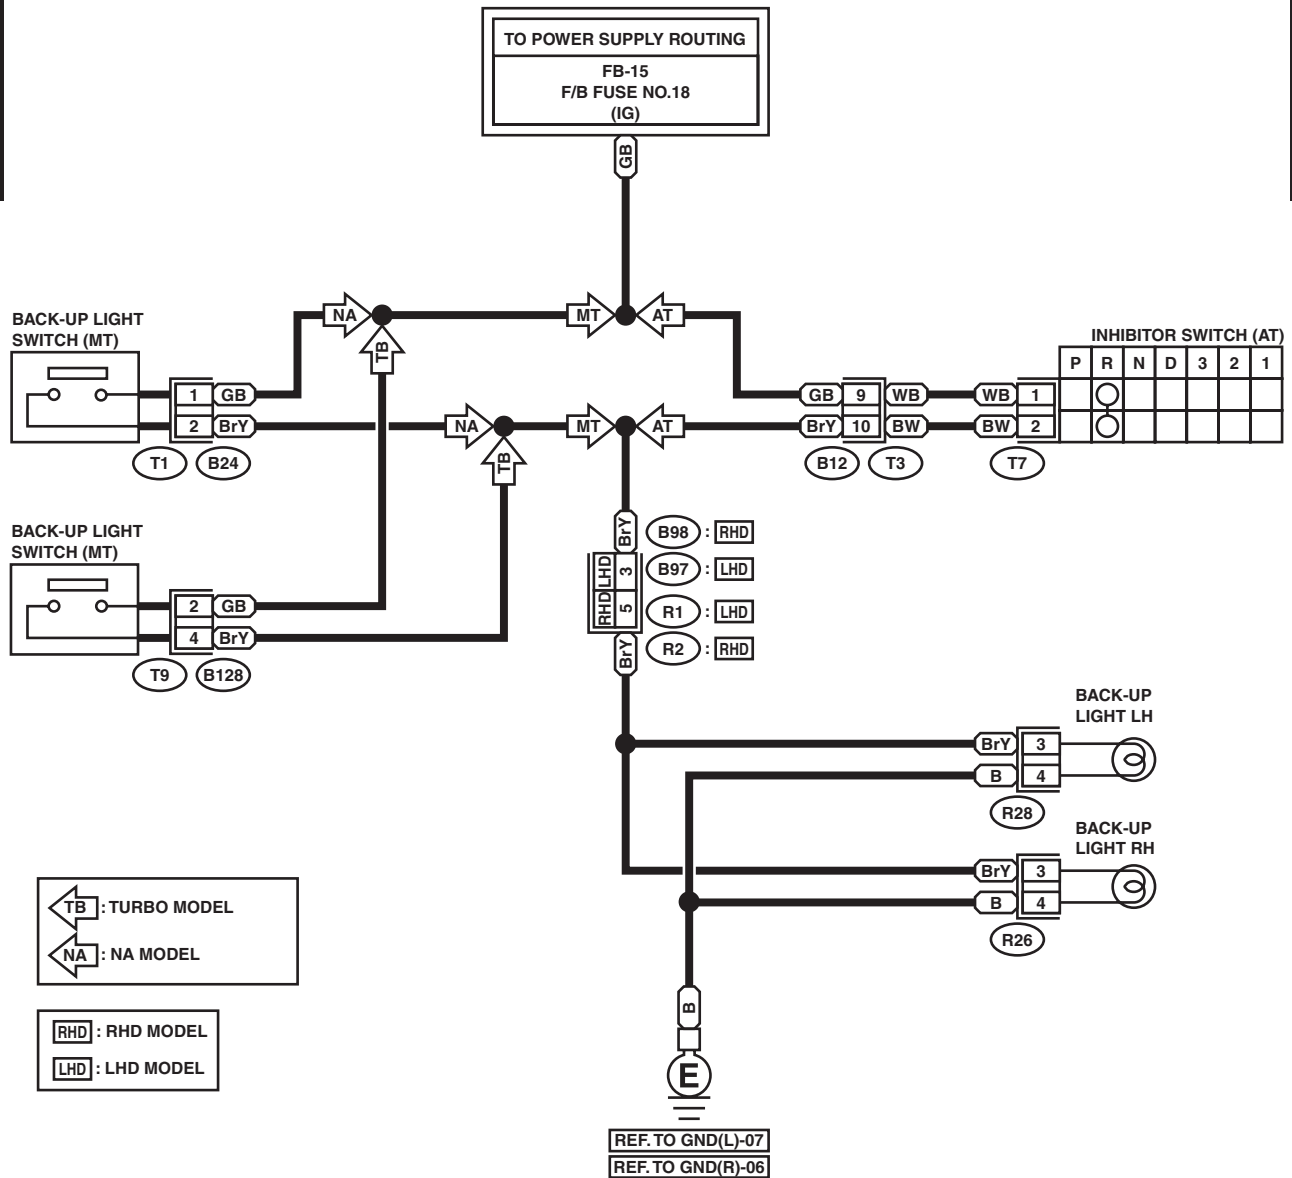 TO POWER SUPPLY ROUTING
FB-15
F/B FUSE NO.18
(IG)
GB
BACK-UP LIGHT
SWITCH (MT)
NA
MT
AT
TB
INHIBITOR SWITCH (AT)
P R N D 3 2 1
1 GB
2 BrY
NA
MT
AT
TB
GB 9 WB
BrY 10 BW
WB 1
BW 2
T1 B24
B12 T3
T7
BACK-UP LIGHT
SWITCH (MT)
2 GB
4 BrY
T9 B128
BrY
LHD 3
RHD 5
BrY
B98 : RHD
B97 : LHD
R1 : LHD
R2 : RHD
BACK-UP
LIGHT LH
BrY 3
B 4
R28
BACK-UP
LIGHT RH
BrY 3
B 4
R26
TB : TURBO MODEL
NA : NA MODEL
RHD : RHD MODEL
LHD : LHD MODEL
B
E
REF. TO GND(L)-07
REF. TO GND(R)-06